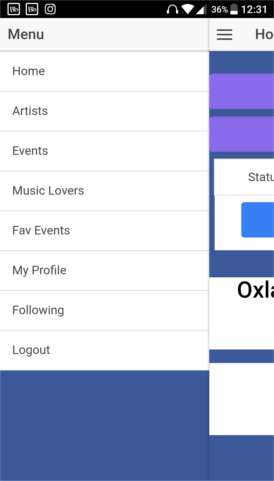 36% 12:31
Menu
Home
Artists
Events
Music Lovers
Fav Events
My Profile
Following
Logout
Ho
Statu
Oxla